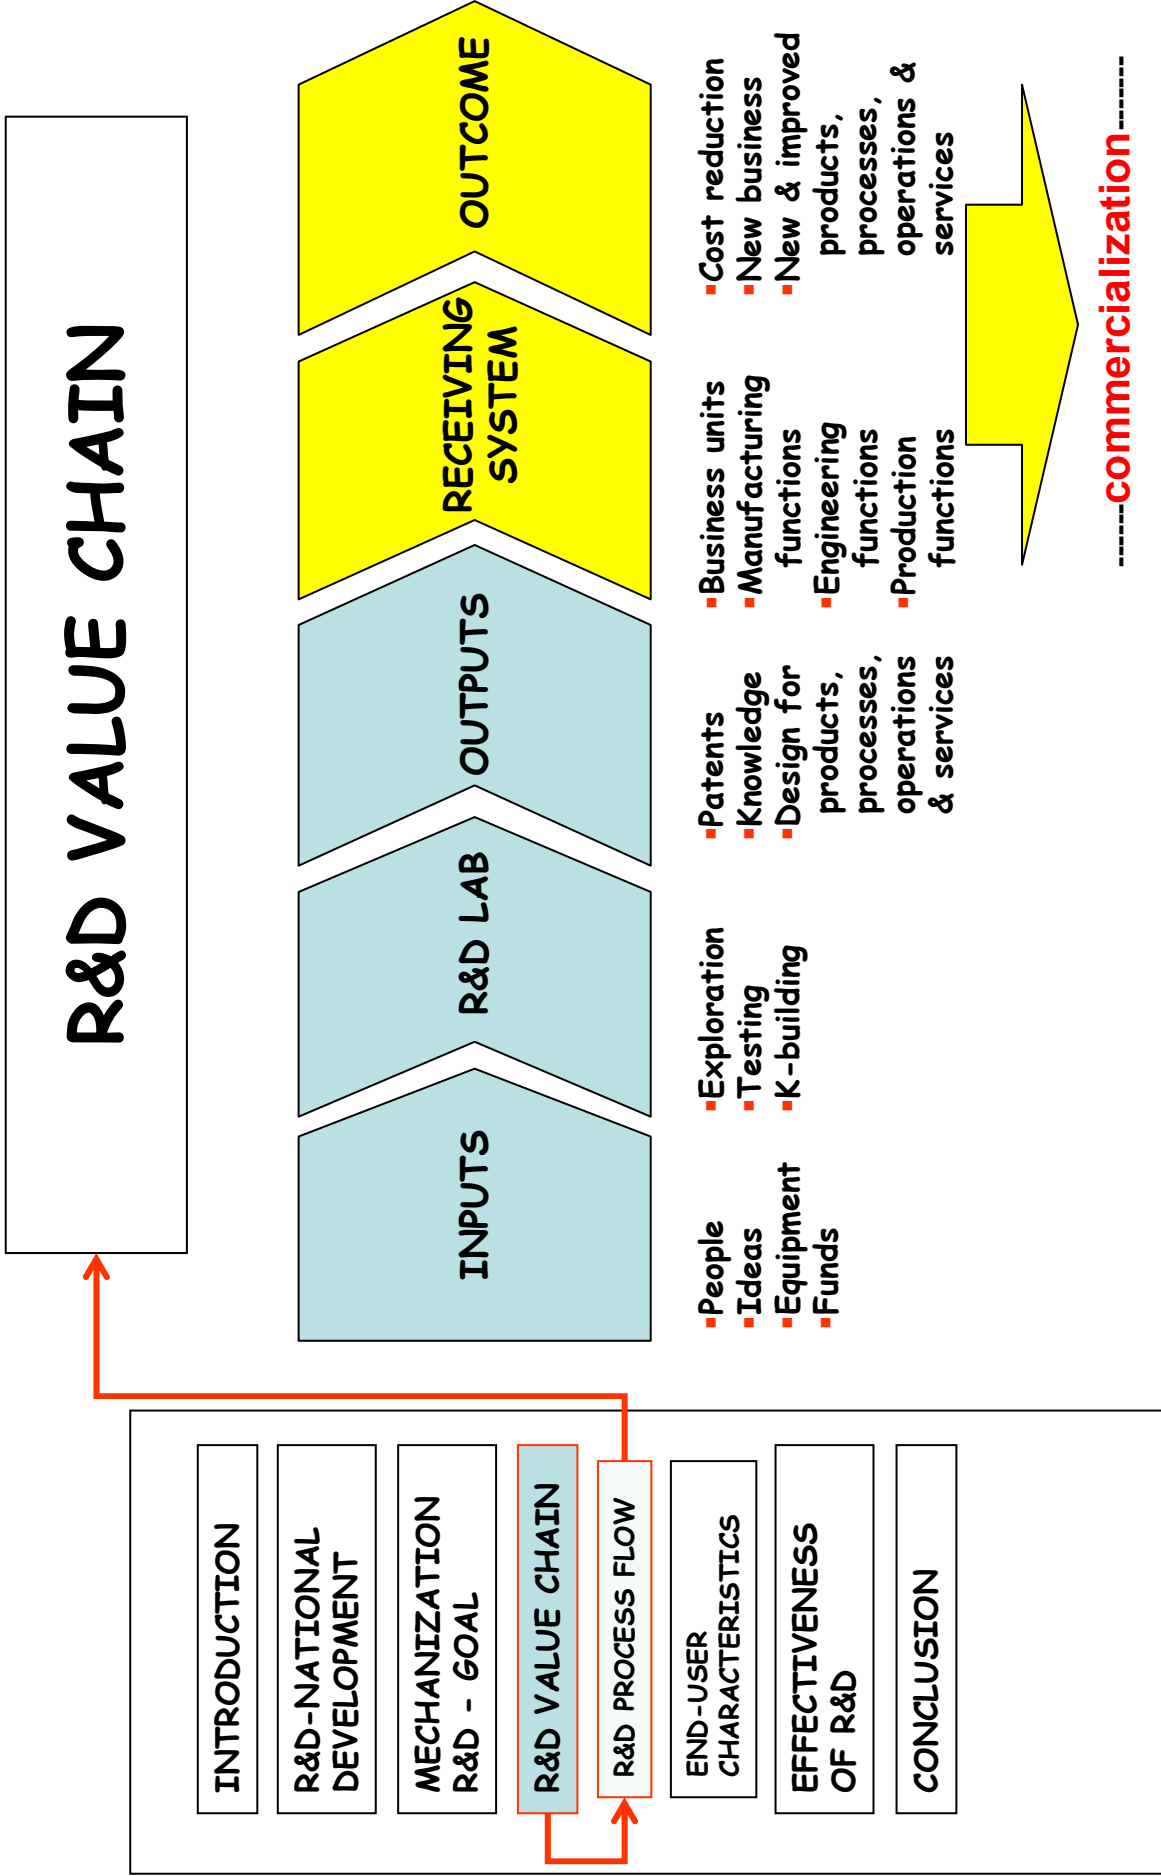 R&D VALUE CHAIN
INTRODUCTION
R&D-NATIONAL
DEVELOPMENT
MECHANIZATION
R&D - GOAL
R&D VALUE CHAIN
R&D PROCESS FLOW
END-USER
CHARACTERISTICS
EFFECTIVENESS
OF R&D
CONCLUSION
INPUTS
R&D LAB
OUTPUTS
RECEIVING
SYSTEM
OUTCOME
▪People
▪Ideas
▪Equipment
▪Funds
▪Exploration
▪Testing
▪K-building
▪Patents
▪Knowledge
▪Design for
products,
processes,
operations
& services
▪Business units
▪Manufacturing
functions
▪Engineering
functions
▪Production
functions
▪Cost reduction
▪New business
▪New & improved
products,
processes,
operations &
services
------commercialization-------